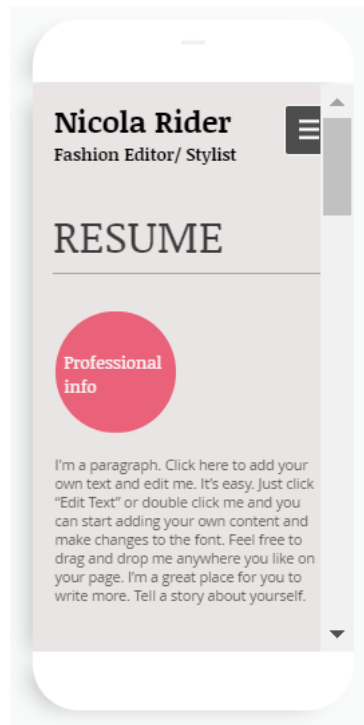 Nicola Rider
Fashion Editor/ Stylist
RESUME
Professional
info
I'm a paragraph. Click here to add your
own text and edit me. It's easy. Just click
“Edit Text” or double click me and you
can start adding your own content and
make changes to the font. Feel free to
drag and drop me anywhere you like on
your page. I'm a great place for you to
write more. Tell a story about yourself.